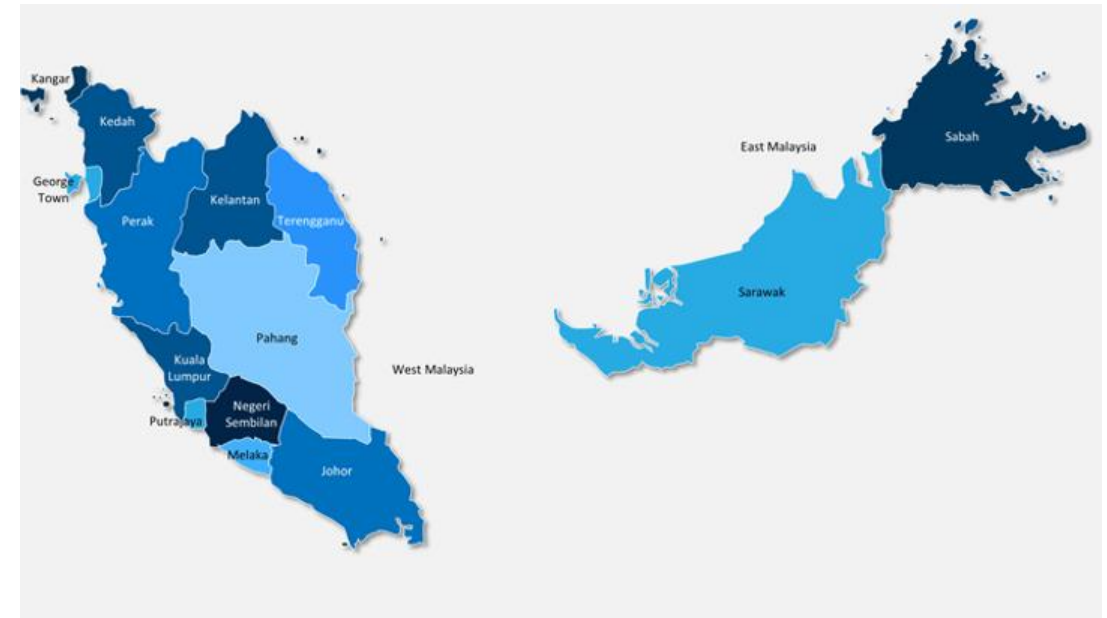 Kangar
Kedah
George
Town
Perak
Kelantan
Terengganu
Pahang
Kuala
Lumpur
Putrajaya
Negeri
Sembilan
Melaka
Johor
West Malaysia
East Malaysia
Sabah
Sarawak